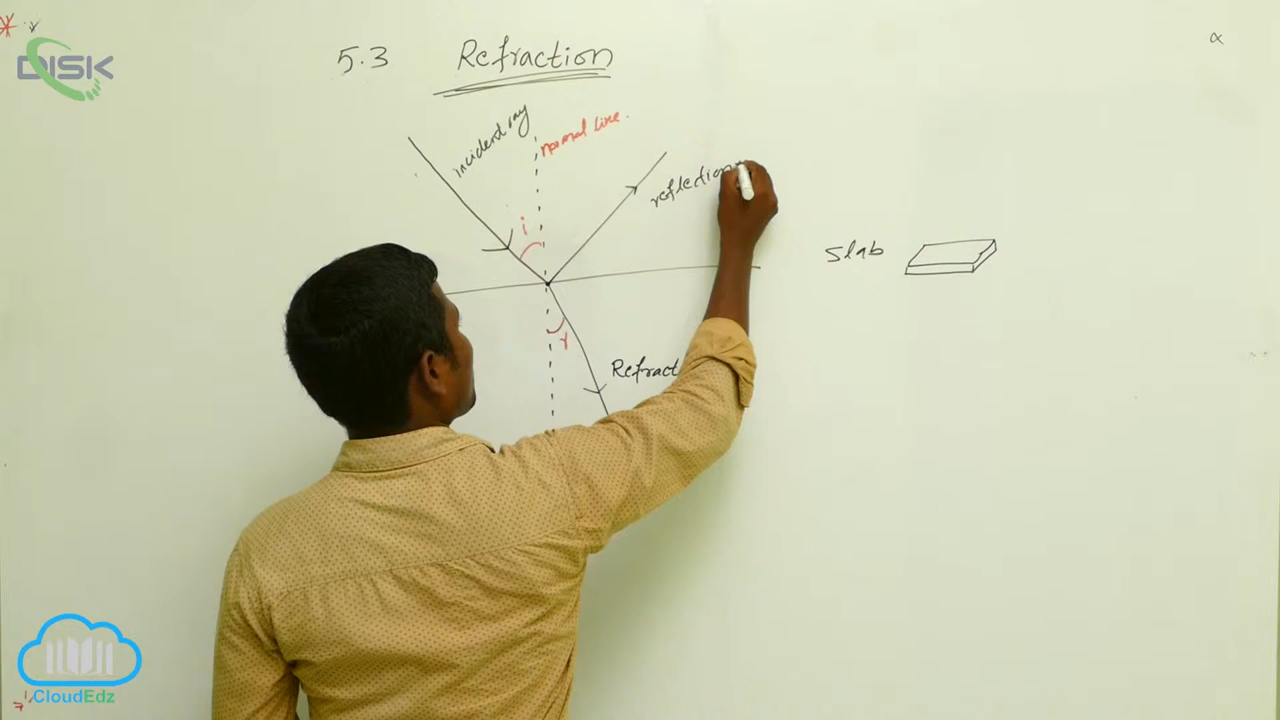 DISK
5.3 Refraction
α
incident ray
normal line.
reflection
i
slab
r
Refract
CloudEdz